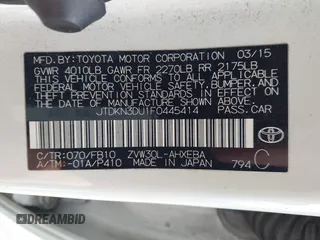 MFD. BY: TOYOTA MOTOR CORPORATION 03/15
GVWR 4010LB GAWR FR 2270LB RR 2175LB
THIS VEHICLE CONFORMS TO ALL APPLICABLE
FEDERAL MOTOR VEHICLE SAFETY, BUMPER, AND
THEFT PREVENTION STANDARDS IN EFFECT ON
THE DATE OF MANUFACTURE SHOWN ABOVE.
JTDKN3DU1F0445414 PASS.CAR
C/TR:070/FB10 ZVW30L-AHXEBA
A/TM:-01A/P410 MADE IN JAPAN 794 C
TOYOTA
DREAMBID